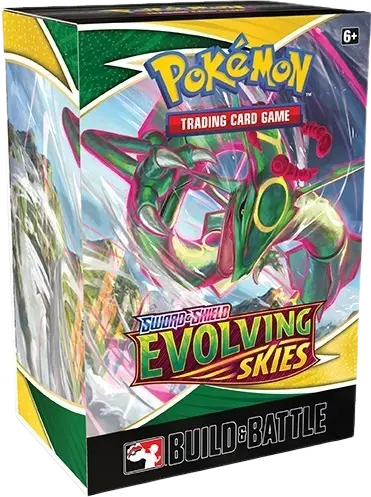 6+
POKéMON
TRADING CARD GAME
SWORD & SHIELD
EVOLVING
SKIES
BUILD & BATTLE